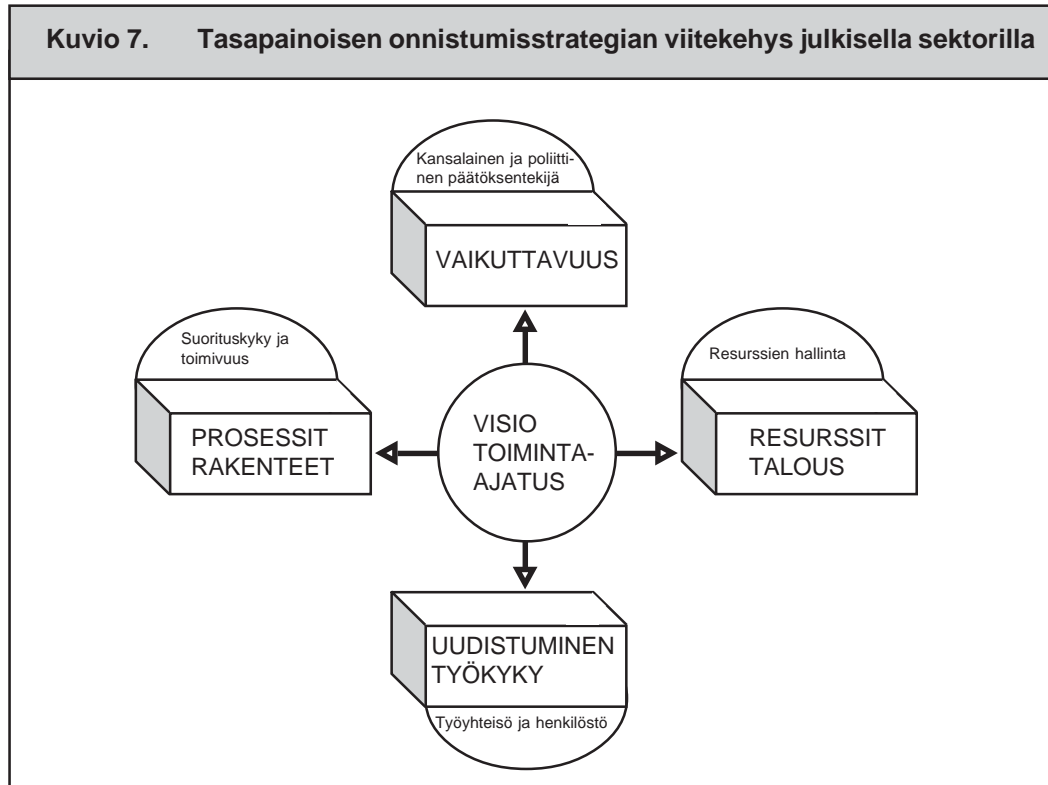 Kuvio 7. Tasapainoisen onnistumisstrategian viitekehys julkisella sektorilla
Kansalainen ja poliitti-
nen päätöksentekijä
VAIKUTTAVUUS
Suorituskyky ja
toimivuus
PROSESSIT
RAKENTEET
VISIO
TOIMINTA-
AJATUS
Resurssien hallinta
RESURSSIT
TALOUS
UUDISTUMINEN
TYÖKYKY
Työyhteisö ja henkilöstö